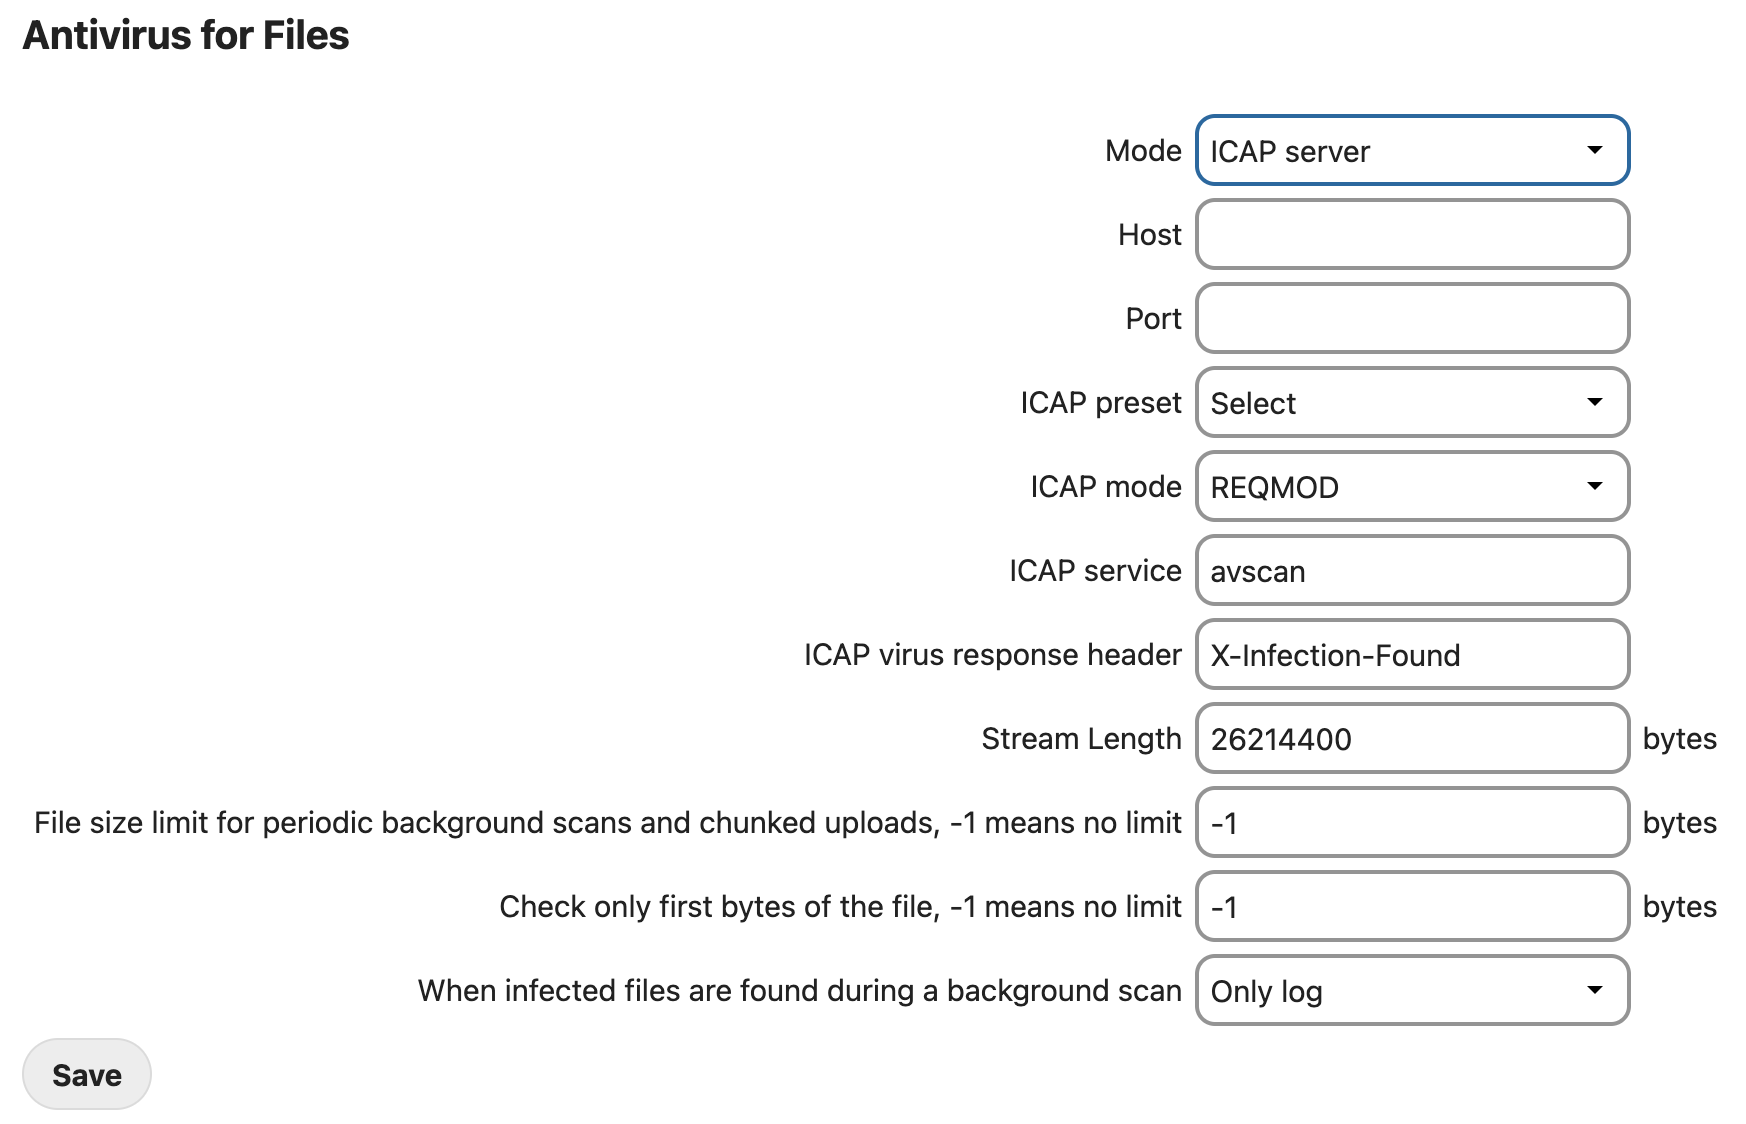 Antivirus for Files
Mode ICAP server
Host
Port
ICAP preset Select
ICAP mode REQMOD
ICAP service avscan
ICAP virus response header X-Infection-Found
Stream Length 26214400 bytes
File size limit for periodic background scans and chunked uploads, -1 means no limit -1 bytes
Check only first bytes of the file, -1 means no limit -1 bytes
When infected files are found during a background scan Only log
Save